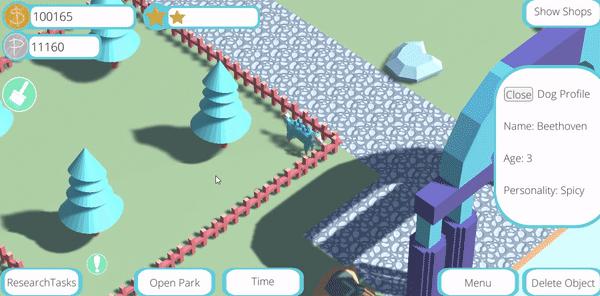 100165
Show Shops
11160
Close Dog Profile
Name: Beethoven
Age: 3
Personality: Spicy
ResearchTasks
Open Park
Time
Menu
Delete Object